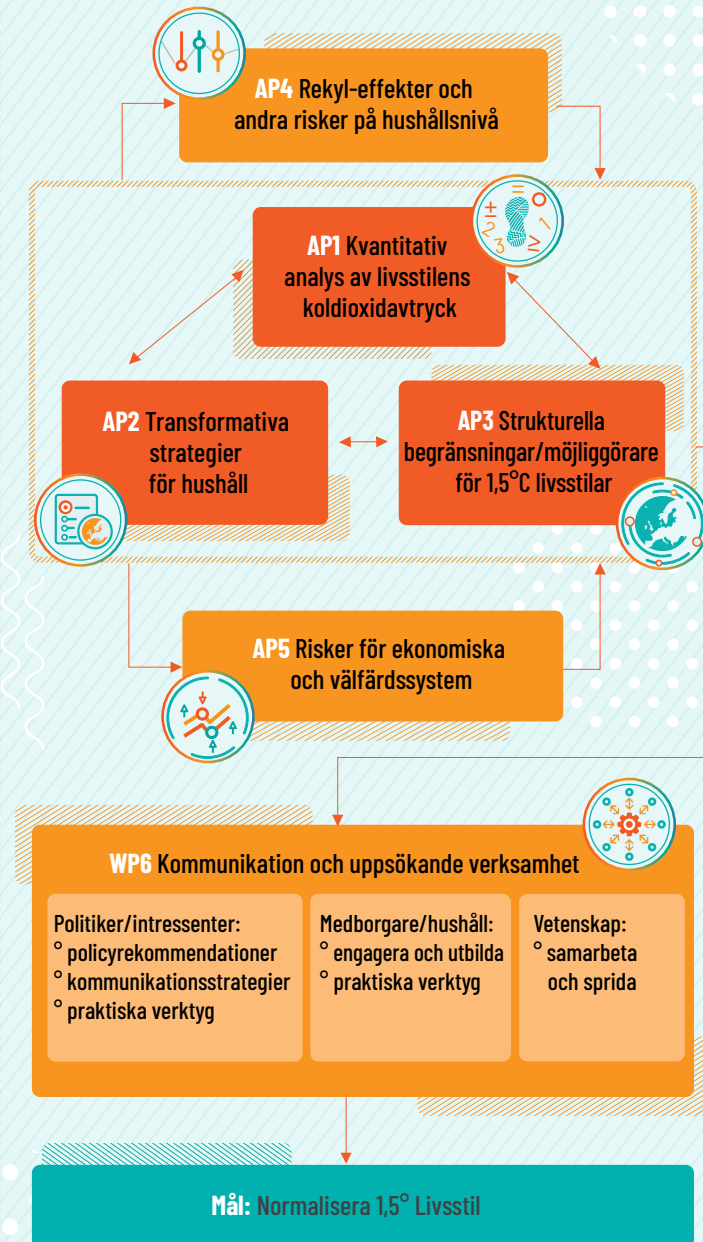 AP4 Rekyl-effekter och
andra risker på hushållsnivå
AP1 Kvantitativ
analys av livsstilens
koldioxidavtryck
AP2 Transformativa
strategier
för hushåll
AP3 Strukturella
begränsningar/möjliggörare
för 1,5°C livsstilar
AP5 Risker för ekonomiska
och välfärdssystem
WP6 Kommunikation och uppsökande verksamhet
Politiker/intressenter:
° policyrekommendationer
° kommunikationsstrategier
° praktiska verktyg
Medborgare/hushåll:
° engagera och utbilda
° praktiska verktyg
Vetenskap:
° samarbeta
och sprida
Mål: Normalisera 1,5° Livsstil